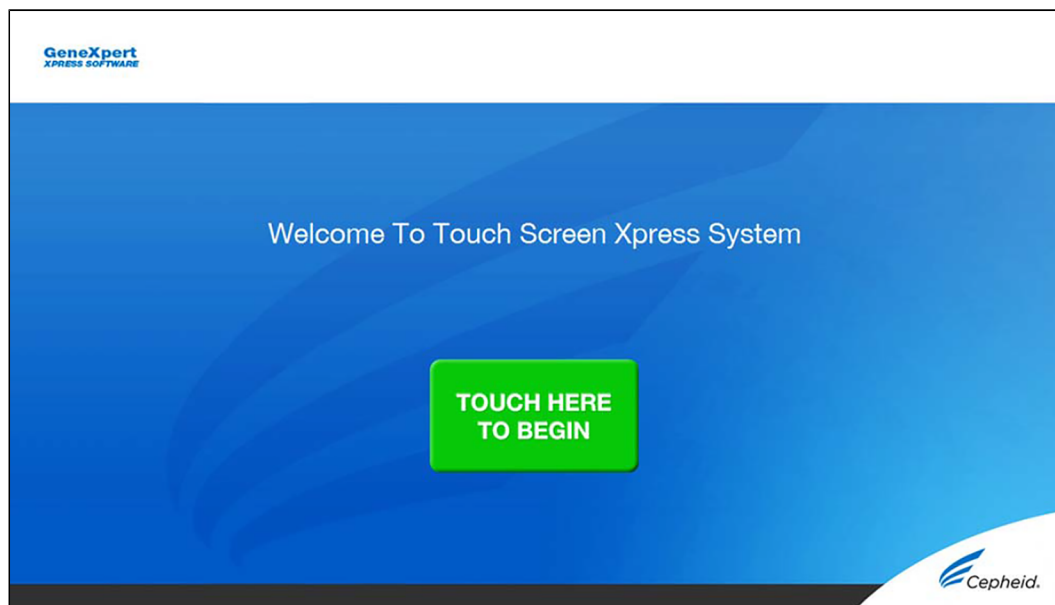 GeneXpert
XPRESS SOFTWARE
Welcome To Touch Screen Xpress System
TOUCH HERE
TO BEGIN
Cepheid.